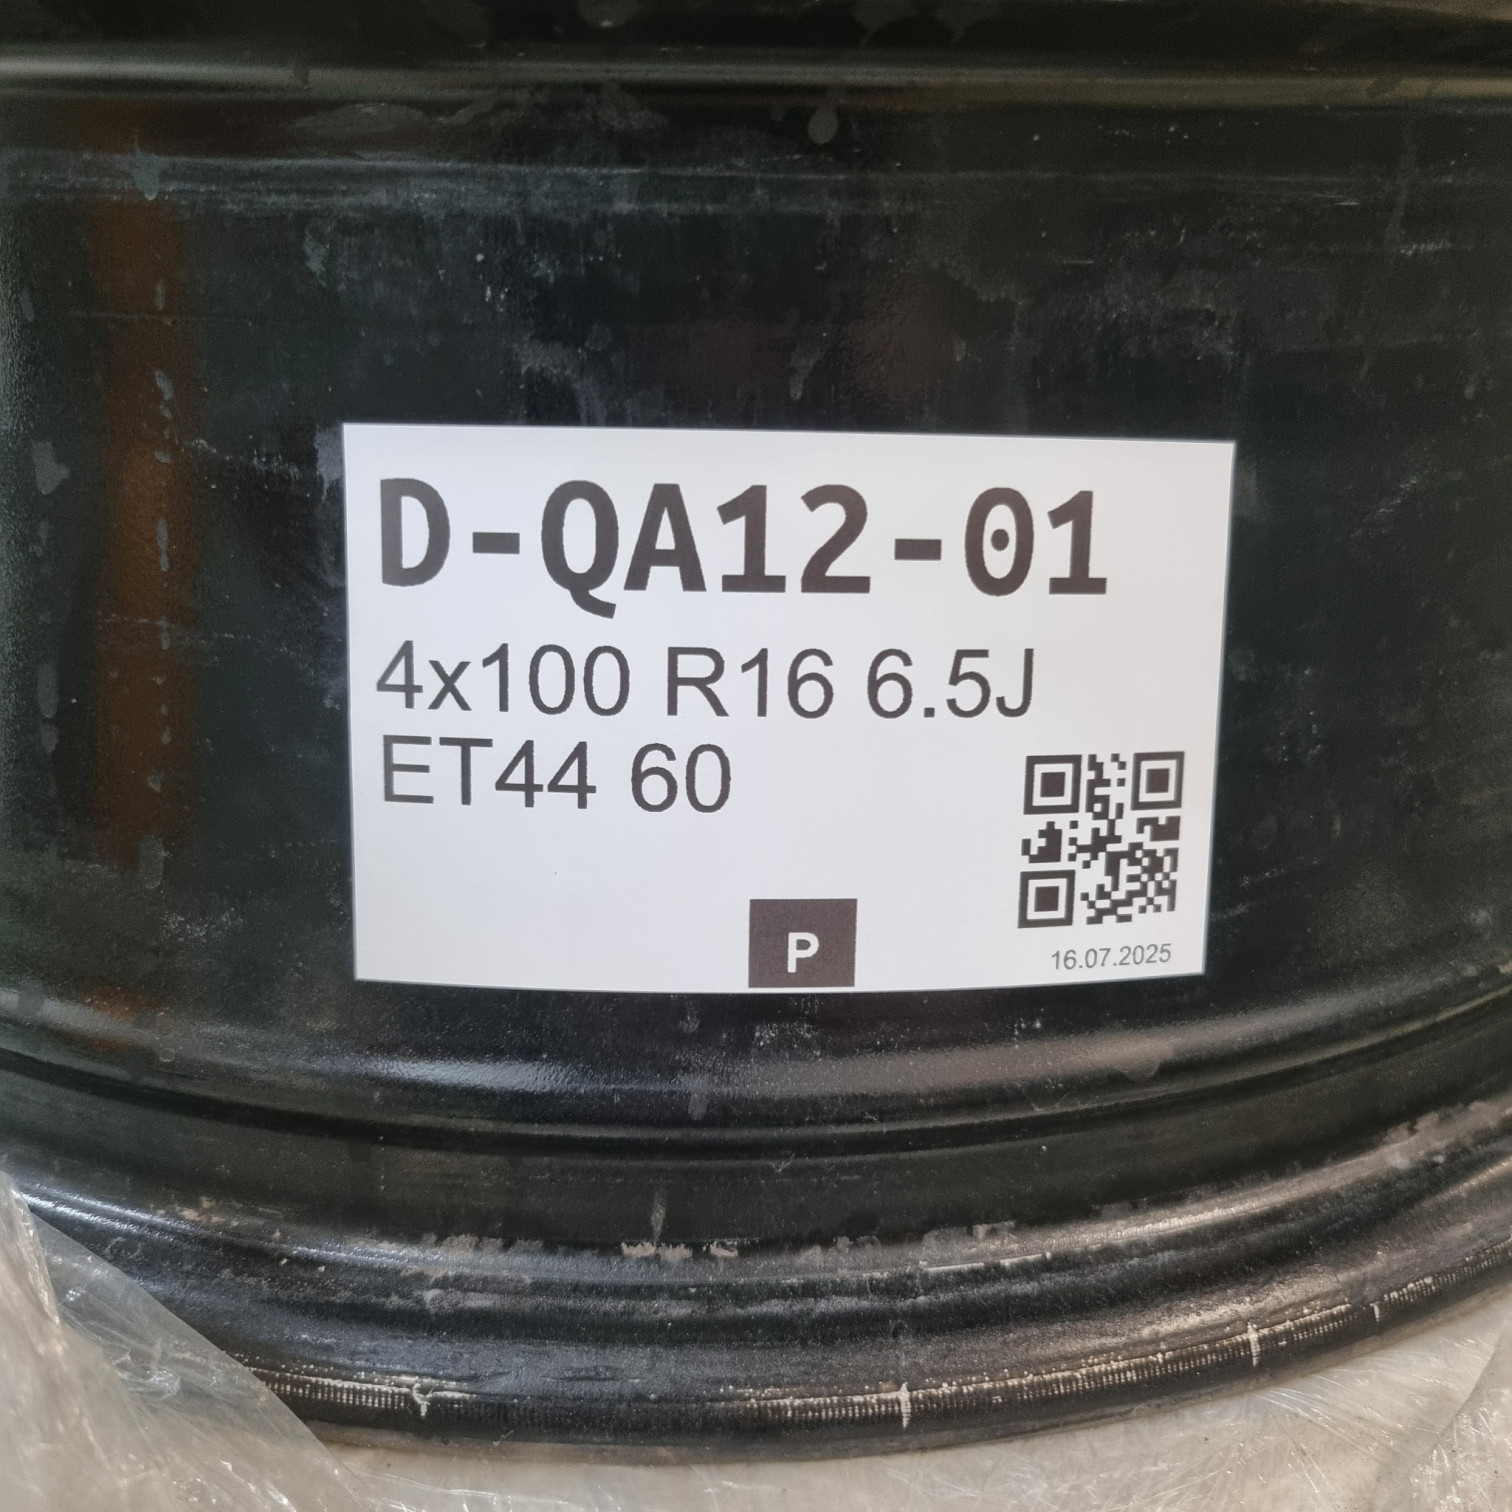 D-QA12-01
4x100 R16 6.5J
ET44 60
P
16.07.2025